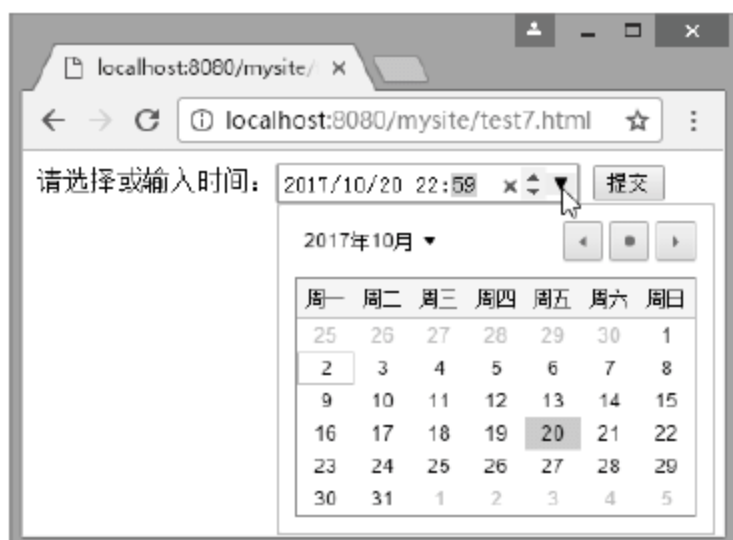 localhost:8080/mysite/
localhost:8080/mysite/test7.html
请选择或输入时间： 2017/10/20 22:59 提交
2017年10月
周一 周二 周三 周四 周五 周六 周日
25 26 27 28 29 30 1
2 3 4 5 6 7 8
9 10 11 12 13 14 15
16 17 18 19 20 21 22
23 24 25 26 27 28 29
30 31 1 2 3 4 5